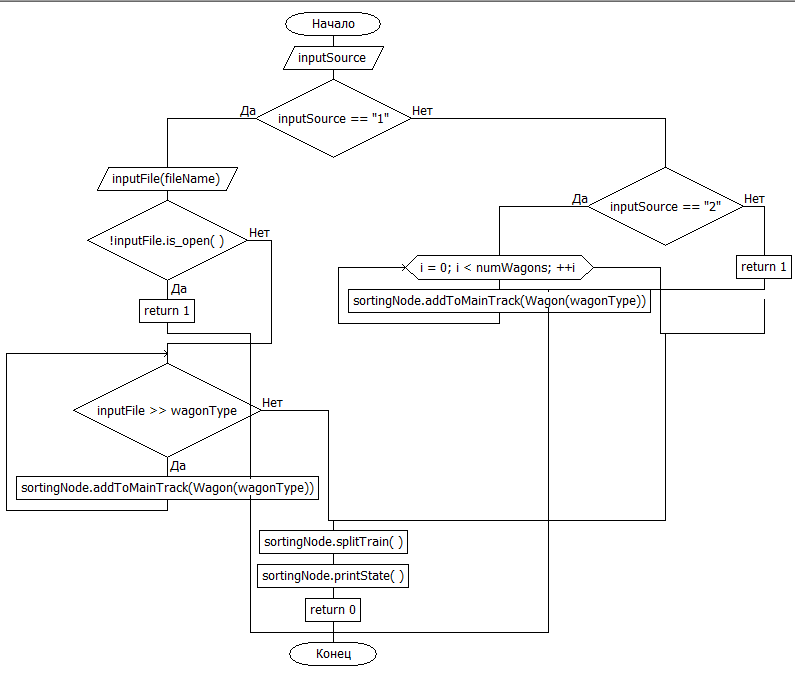 Начало
inputSource
Да
inputSource == "1"
Нет
inputFile(fileName)
Да
inputSource == "2"
Нет
!inputFile.is_open( )
Нет
Да
return 1
i = 0; i < numWagons; ++i
return 1
sortingNode.addToMainTrack(Wagon(wagonType))
inputFile >> wagonType
Нет
Да
sortingNode.addToMainTrack(Wagon(wagonType))
sortingNode.splitTrain( )
sortingNode.printState( )
return 0
Конец